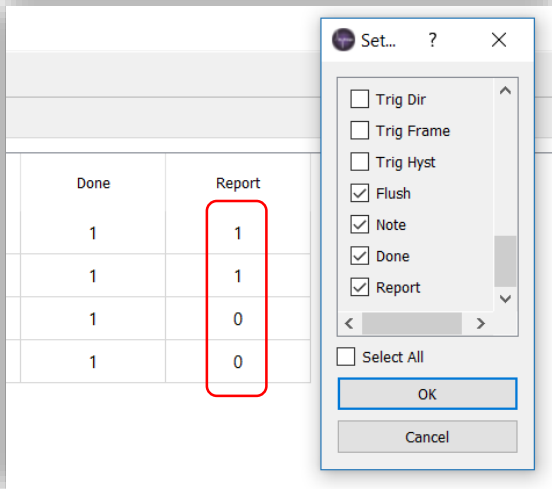 Set... ?
Trig Dir
Trig Frame
Trig Hyst
Flush
Note
Done
Report
Select All
OK
Cancel
Done Report
1 1
1 1
1 0
1 0